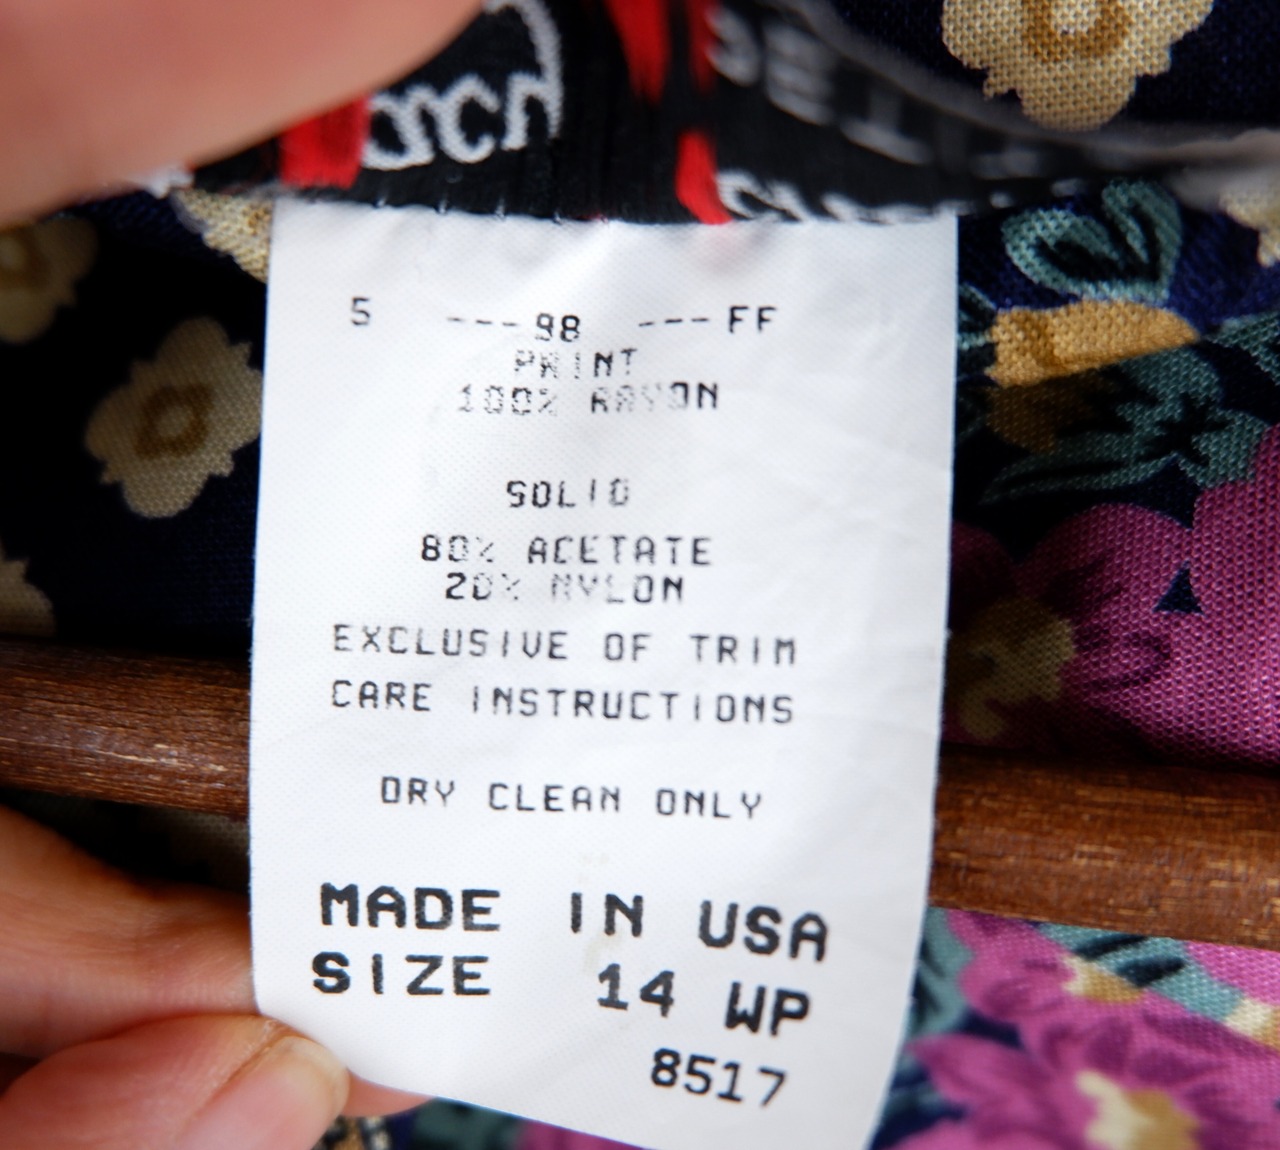 5 ---98 ---FF
PRINT
100% RAYON
SOLID
80% ACETATE
20% NYLON
EXCLUSIVE OF TRIM
CARE INSTRUCTIONS
DRY CLEAN ONLY
MADE IN USA
SIZE 14 WP
8517